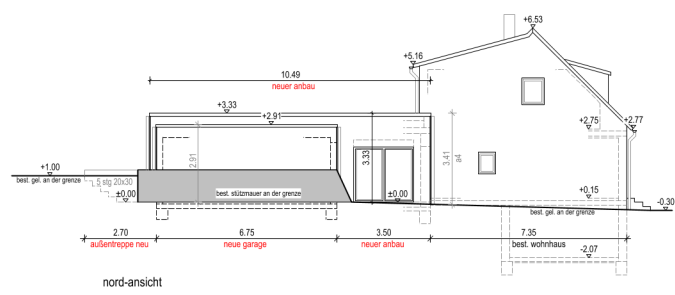 +6.53
+5.16
10.49
neuer anbau
+3.33
+2.91
+2.75
+2.77
2.91
3.33
3.41
a4
+1.00
best. gel. an der grenze
5 stg 20x30
±0.00
best. stützmauer an der grenze
±0.00
+0.15
best. gel. an der grenze
-0.30
2.70
6.75
3.50
7.35
außentreppe neu
neue garage
neuer anbau
best. wohnhaus
-2.07
nord-ansicht